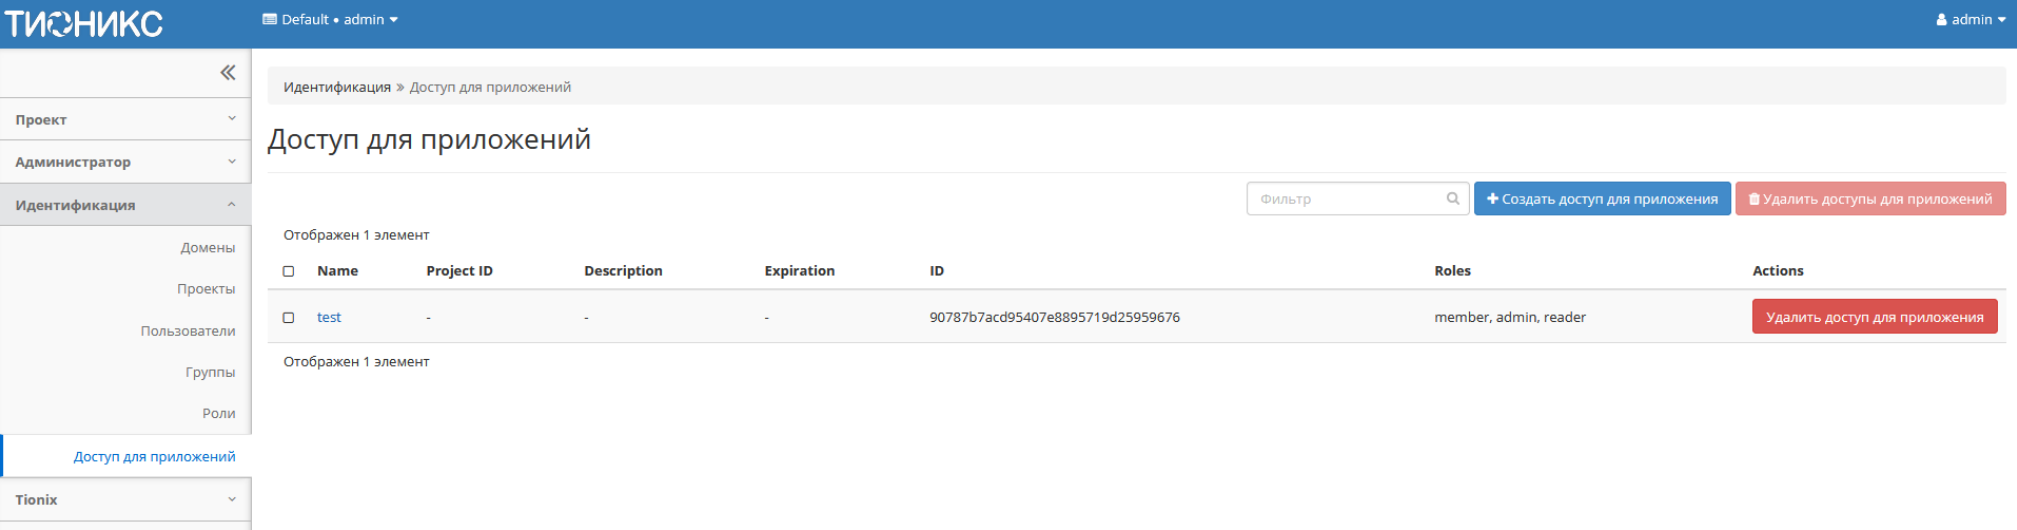 ТИОНИКС
Default • admin
admin
Идентификация » Доступ для приложений
Проект
Администратор
Идентификация
Домены
Проекты
Пользователи
Группы
Роли
Доступ для приложений
Tionix
Доступ для приложений
Фильтр
Создать доступ для приложения
Удалить доступы для приложений
Отображен 1 элемент
Name Project ID Description Expiration ID Roles Actions
test - - - 90787b7acd95407e8895719d25959676 member, admin, reader Удалить доступ для приложения
Отображен 1 элемент